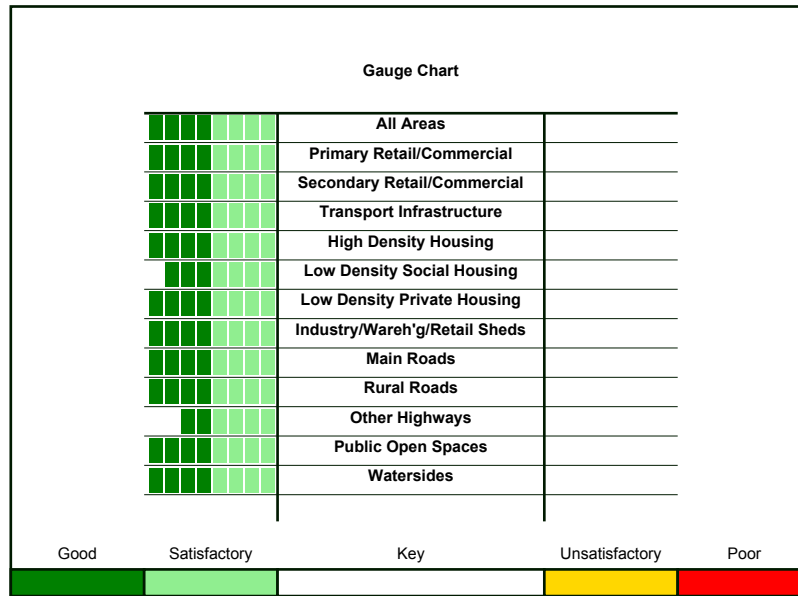 Gauge Chart
All Areas
Primary Retail/Commercial
Secondary Retail/Commercial
Transport Infrastructure
High Density Housing
Low Density Social Housing
Low Density Private Housing
Industry/Wareh'g/Retail Sheds
Main Roads
Rural Roads
Other Highways
Public Open Spaces
Watersides
Good Satisfactory Key Unsatisfactory Poor